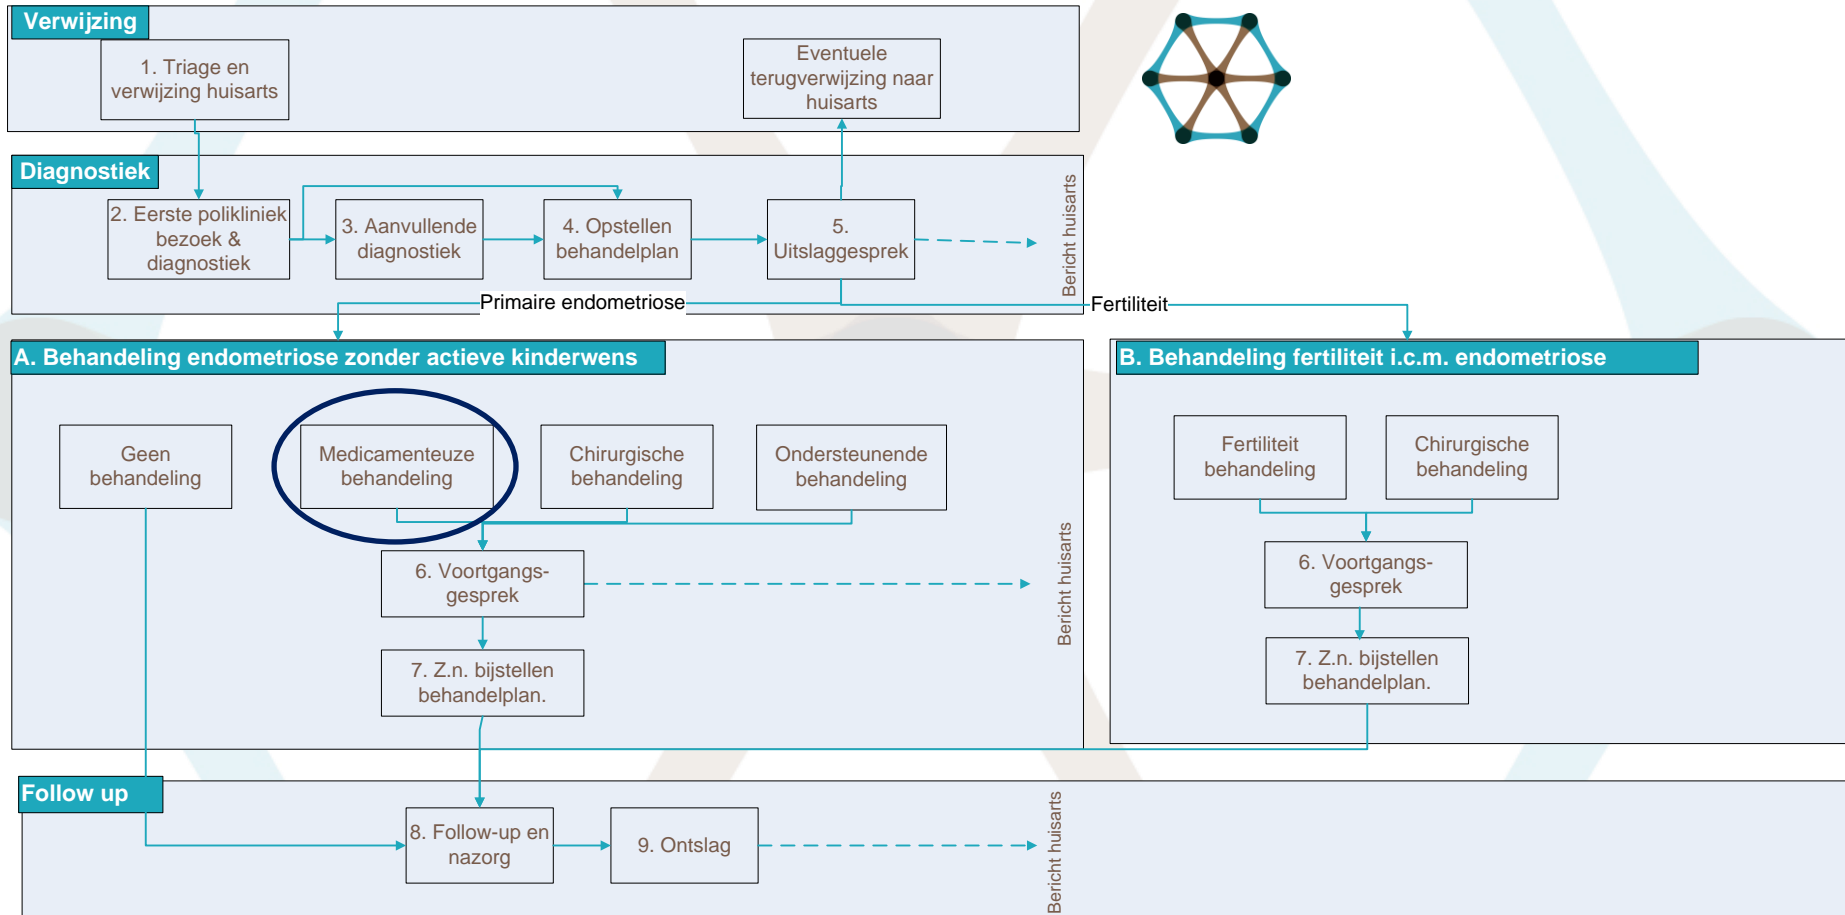 Verwijzing
1. Triage en
verwijzing huisarts
Eventuele
terugverwijzing naar
huisarts
Diagnostiek
2. Eerste polikliniek
bezoek &
diagnostiek
3. Aanvullende
diagnostiek
4. Opstellen
behandelplan
5.
Uitslaggesprek
Bericht huisarts
Primaire endometriose
Fertiliteit
A. Behandeling endometriose zonder actieve kinderwens
Geen
behandeling
Medicamenteuze
behandeling
Chirurgische
behandeling
Ondersteunende
behandeling
6. Voortgangs-
gesprek
Bericht huisarts
7. Z.n. bijstellen
behandelplan.
B. Behandeling fertiliteit i.c.m. endometriose
Fertiliteit
behandeling
Chirurgische
behandeling
6. Voortgangs-
gesprek
7. Z.n. bijstellen
behandelplan.
Follow up
8. Follow-up en
nazorg
9. Ontslag
Bericht huisarts